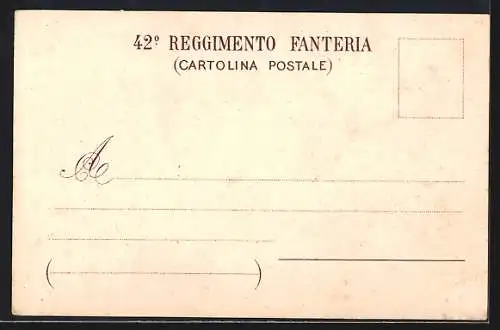 42º REGGIMENTO FANTERIA
(CARTOLINA POSTALE)
A
( )